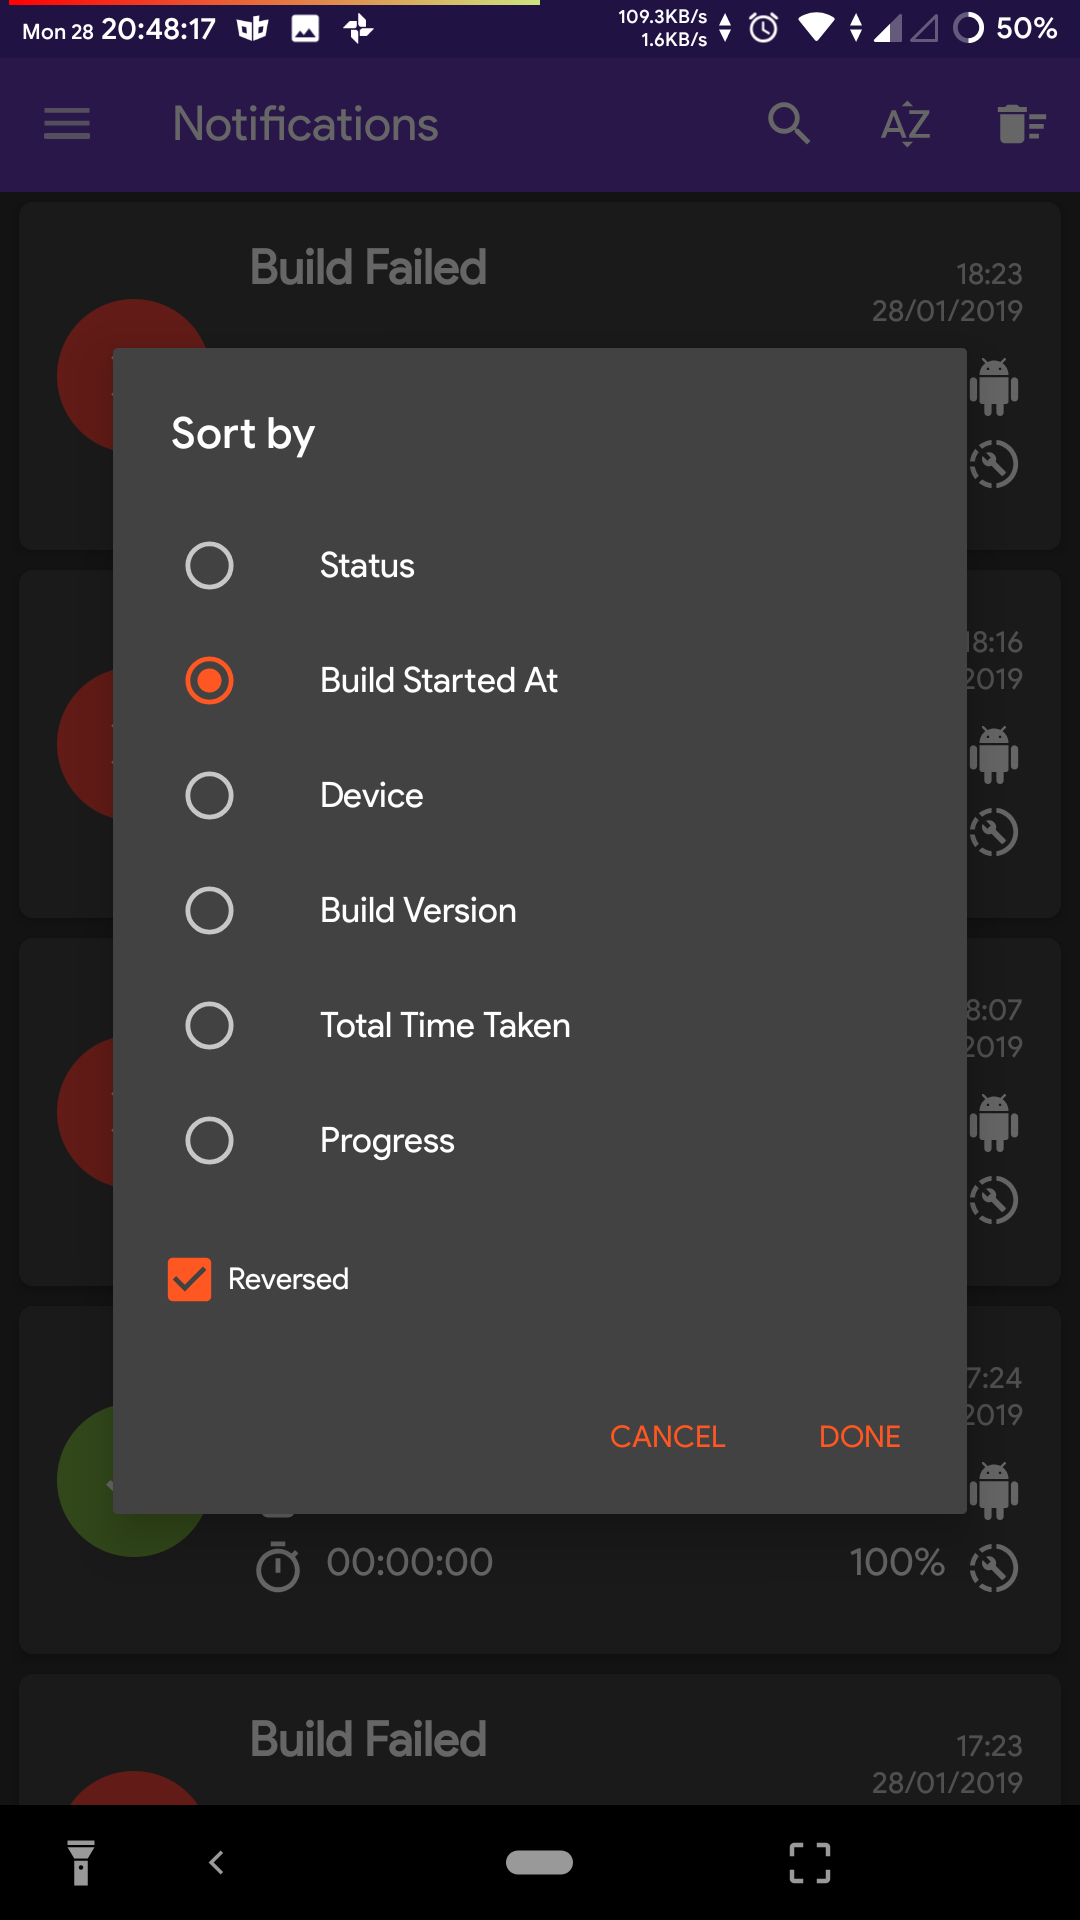 Mon 28 20:48:17
109.3KB/s
1.6KB/s
50%
Notifications
AZ
Build Failed
18:23
28/01/2019
Sort by
Status
18:16
2019
Build Started At
Device
Build Version
8:07
2019
Total Time Taken
Progress
Reversed
7:24
2019
CANCEL DONE
00:00:00 100%
Build Failed
17:23
28/01/2019